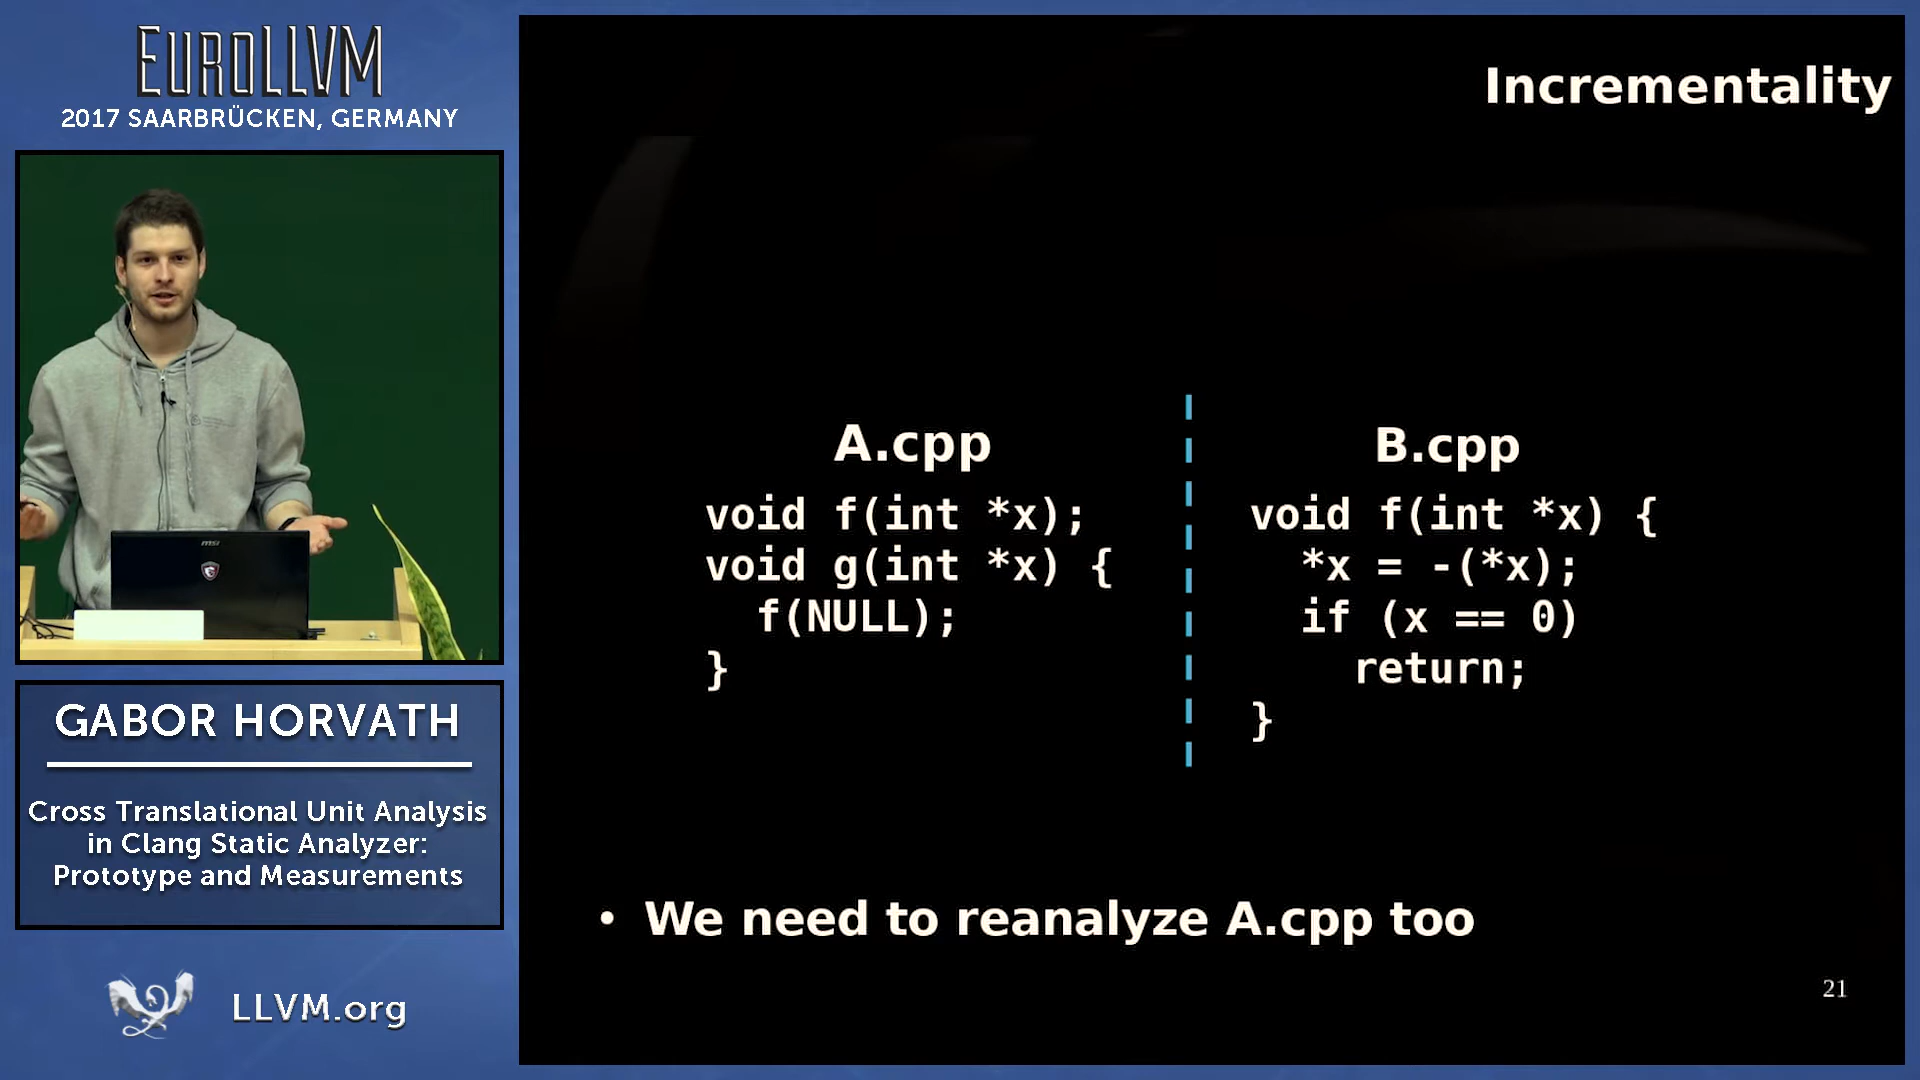 EUROLLVM
2017 SAARBRÜCKEN, GERMANY
msi
GABOR HORVATH
Cross Translational Unit Analysis
in Clang Static Analyzer:
Prototype and Measurements
LLVM.org
Incrementality
A.cpp
void f(int *x);
void g(int *x) {
f(NULL);
}
B.cpp
void f(int *x) {
*x = -(*x);
if (x == 0)
return;
}
• We need to reanalyze A.cpp too
21